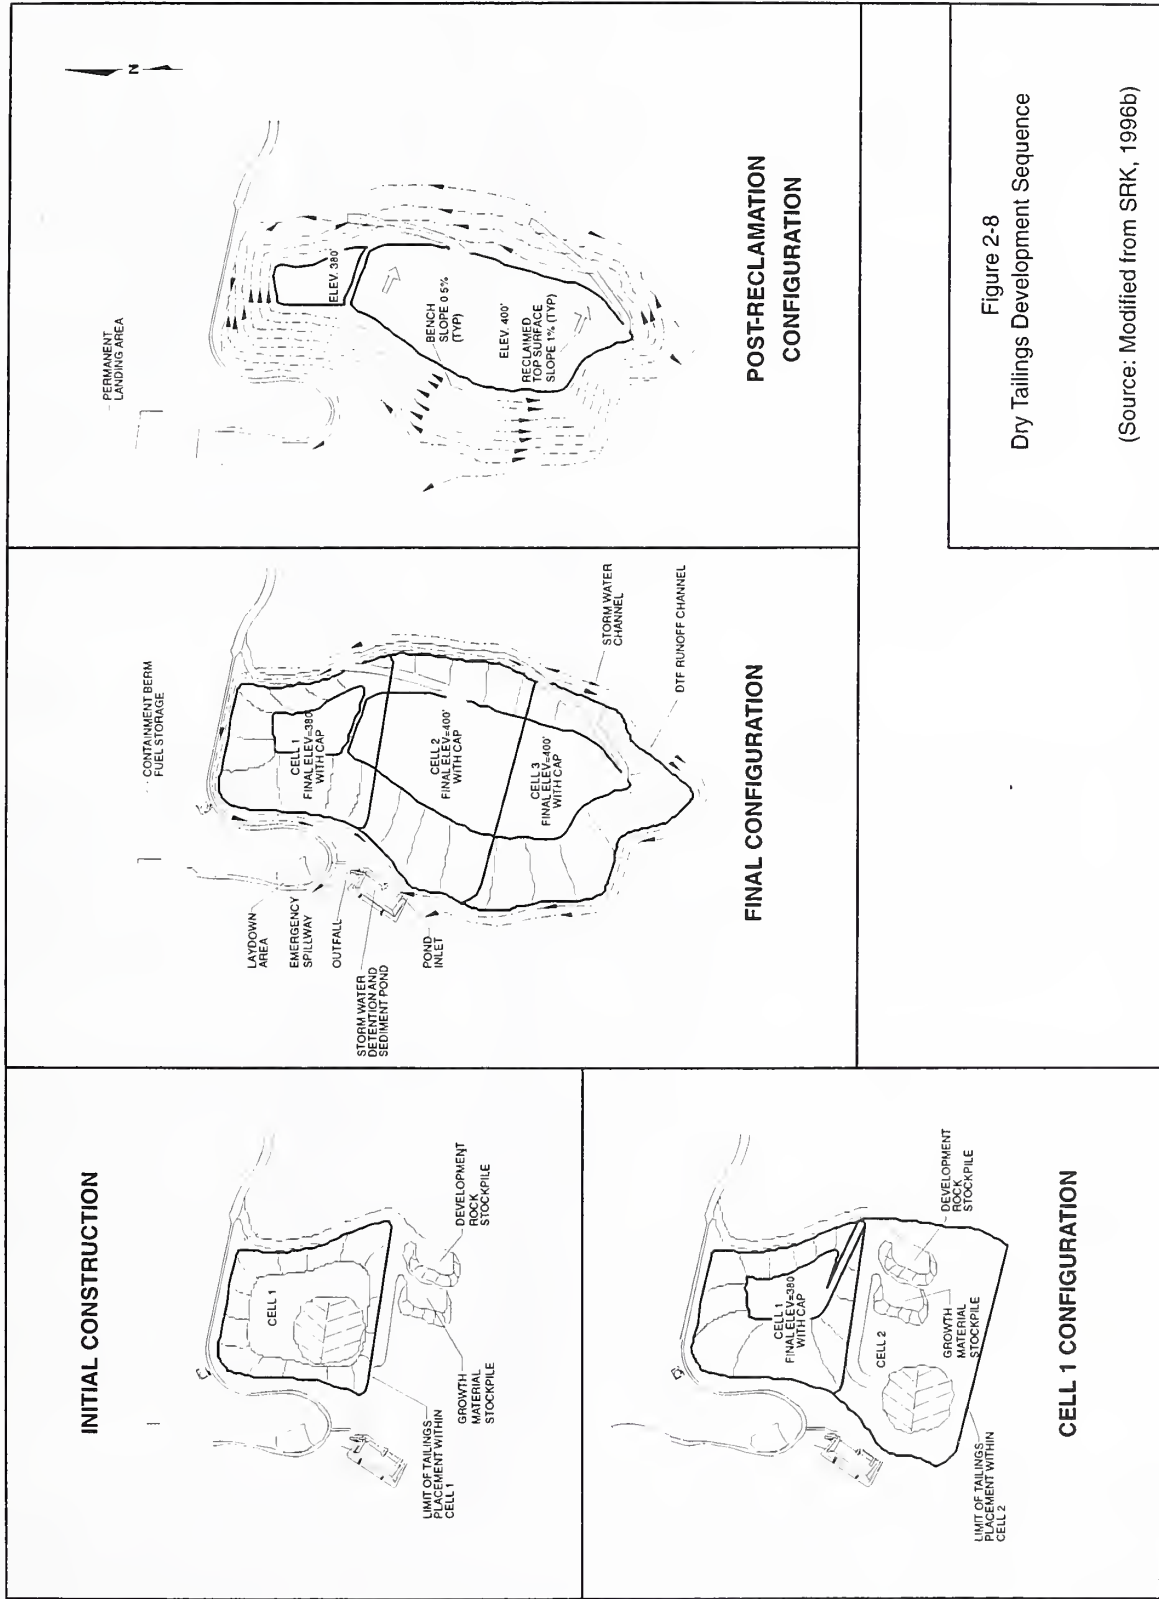 INITIAL CONSTRUCTION
CELL 1
LIMIT OF TAILINGS
PLACEMENT WITHIN
CELL 1
GROWTH
MATERIAL
STOCKPILE
DEVELOPMENT
ROCK
STOCKPILE
CELL 1
FINAL ELEV=380'
WITH CAP
CELL 2
LIMIT OF TAILINGS
PLACEMENT WITHIN
CELL 2
GROWTH
MATERIAL
STOCKPILE
DEVELOPMENT
ROCK
STOCKPILE
CELL 1 CONFIGURATION
CONTAINMENT BERM
FUEL STORAGE
LAYDOWN
AREA
EMERGENCY
SPILLWAY
OUTFALL
STORM WATER
DETENTION AND
SEDIMENT POND
POND
INLET
CELL 1
FINAL ELEV=380'
WITH CAP
CELL 2
FINAL ELEV=400'
WITH CAP
CELL 3
FINAL ELEV=400'
WITH CAP
STORM WATER
CHANNEL
DTF RUNOFF CHANNEL
FINAL CONFIGURATION
N
PERMANENT
LANDING AREA
ELEV. 380'
BENCH
SLOPE 0.5%
(TYP)
ELEV. 400'
RECLAIMED
TOP SURFACE
SLOPE 1% (TYP)
POST-RECLAMATION
CONFIGURATION
Figure 2-8
Dry Tailings Development Sequence
(Source: Modified from SRK, 1996b)